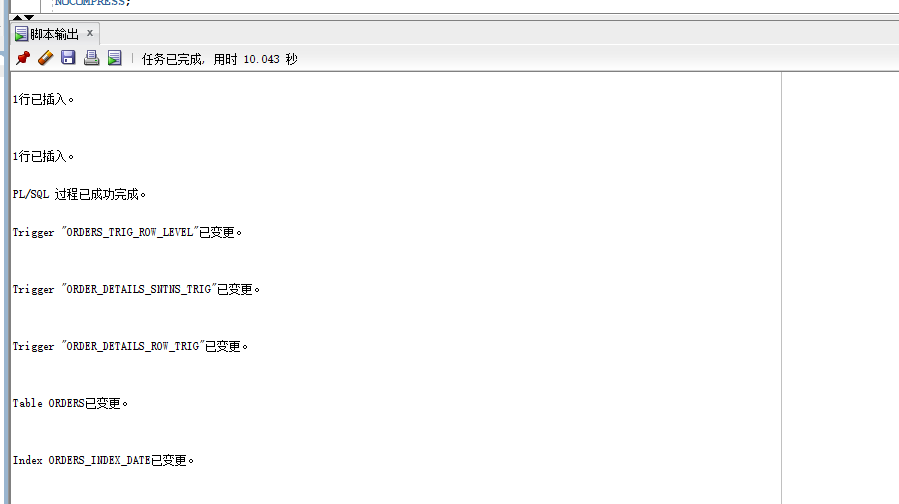 NOCOMPRESS;
脚本输出 ×
任务已完成, 用时 10.043 秒
1行已插入。
1行已插入。
PL/SQL 过程已成功完成。
Trigger "ORDERS_TRIG_ROW_LEVEL"已变更。
Trigger "ORDER_DETAILS_SNTNS_TRIG"已变更。
Trigger "ORDER_DETAILS_ROW_TRIG"已变更。
Table ORDERS已变更。
Index ORDERS_INDEX_DATE已变更。